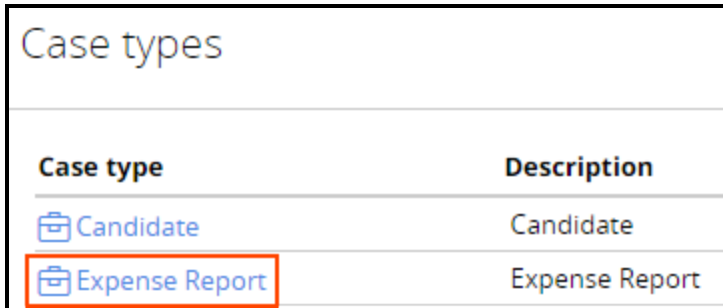 Case types
Case type Description
Candidate Candidate
Expense Report Expense Report